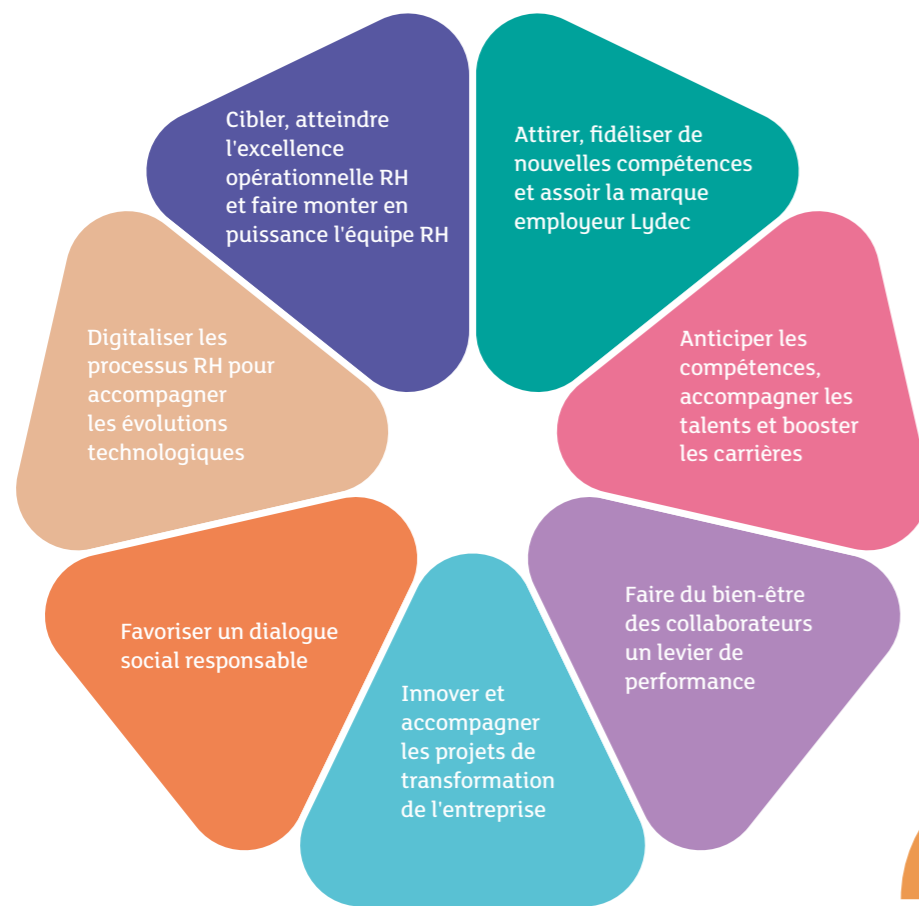 Cibler, atteindre
l'excellence
opérationnelle RH
et faire monter en
puissance l'équipe RH
Attirer, fidéliser de
nouvelles compétences
et assoir la marque
employeur Lydec
Anticiper les
compétences,
accompagner les
talents et booster
les carrières
Faire du bien-être
des collaborateurs
un levier de
performance
Innover et
accompagner
les projets de
transformation
de l'entreprise
Favoriser un dialogue
social responsable
Digitaliser les
processus RH pour
accompagner
les évolutions
technologiques